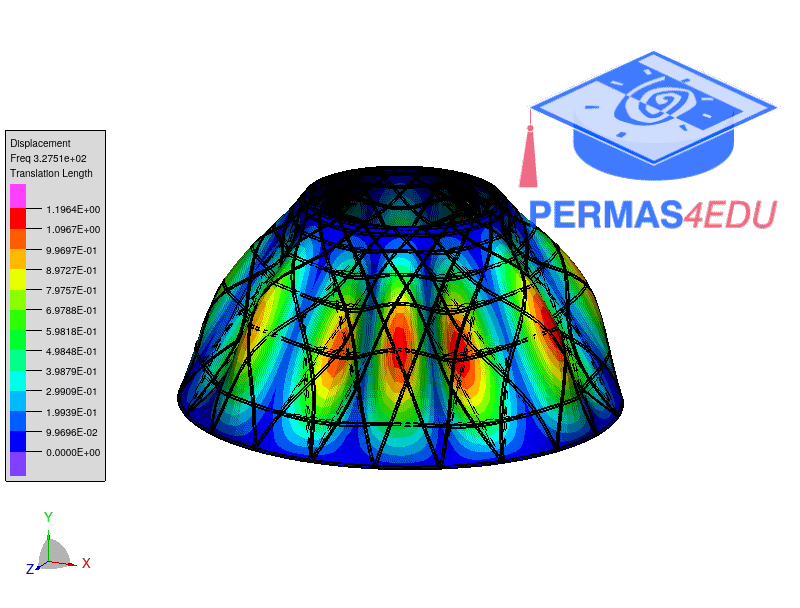 Displacement
Freq 3.2751e+02
Translation Length
1.1964E+00
1.0967E+00
9.9697E-01
8.9727E-01
7.9757E-01
6.9788E-01
5.9818E-01
4.9848E-01
3.9879E-01
2.9909E-01
1.9939E-01
9.9696E-02
0.0000E+00
PERMAS4EDU
Y
X
Z